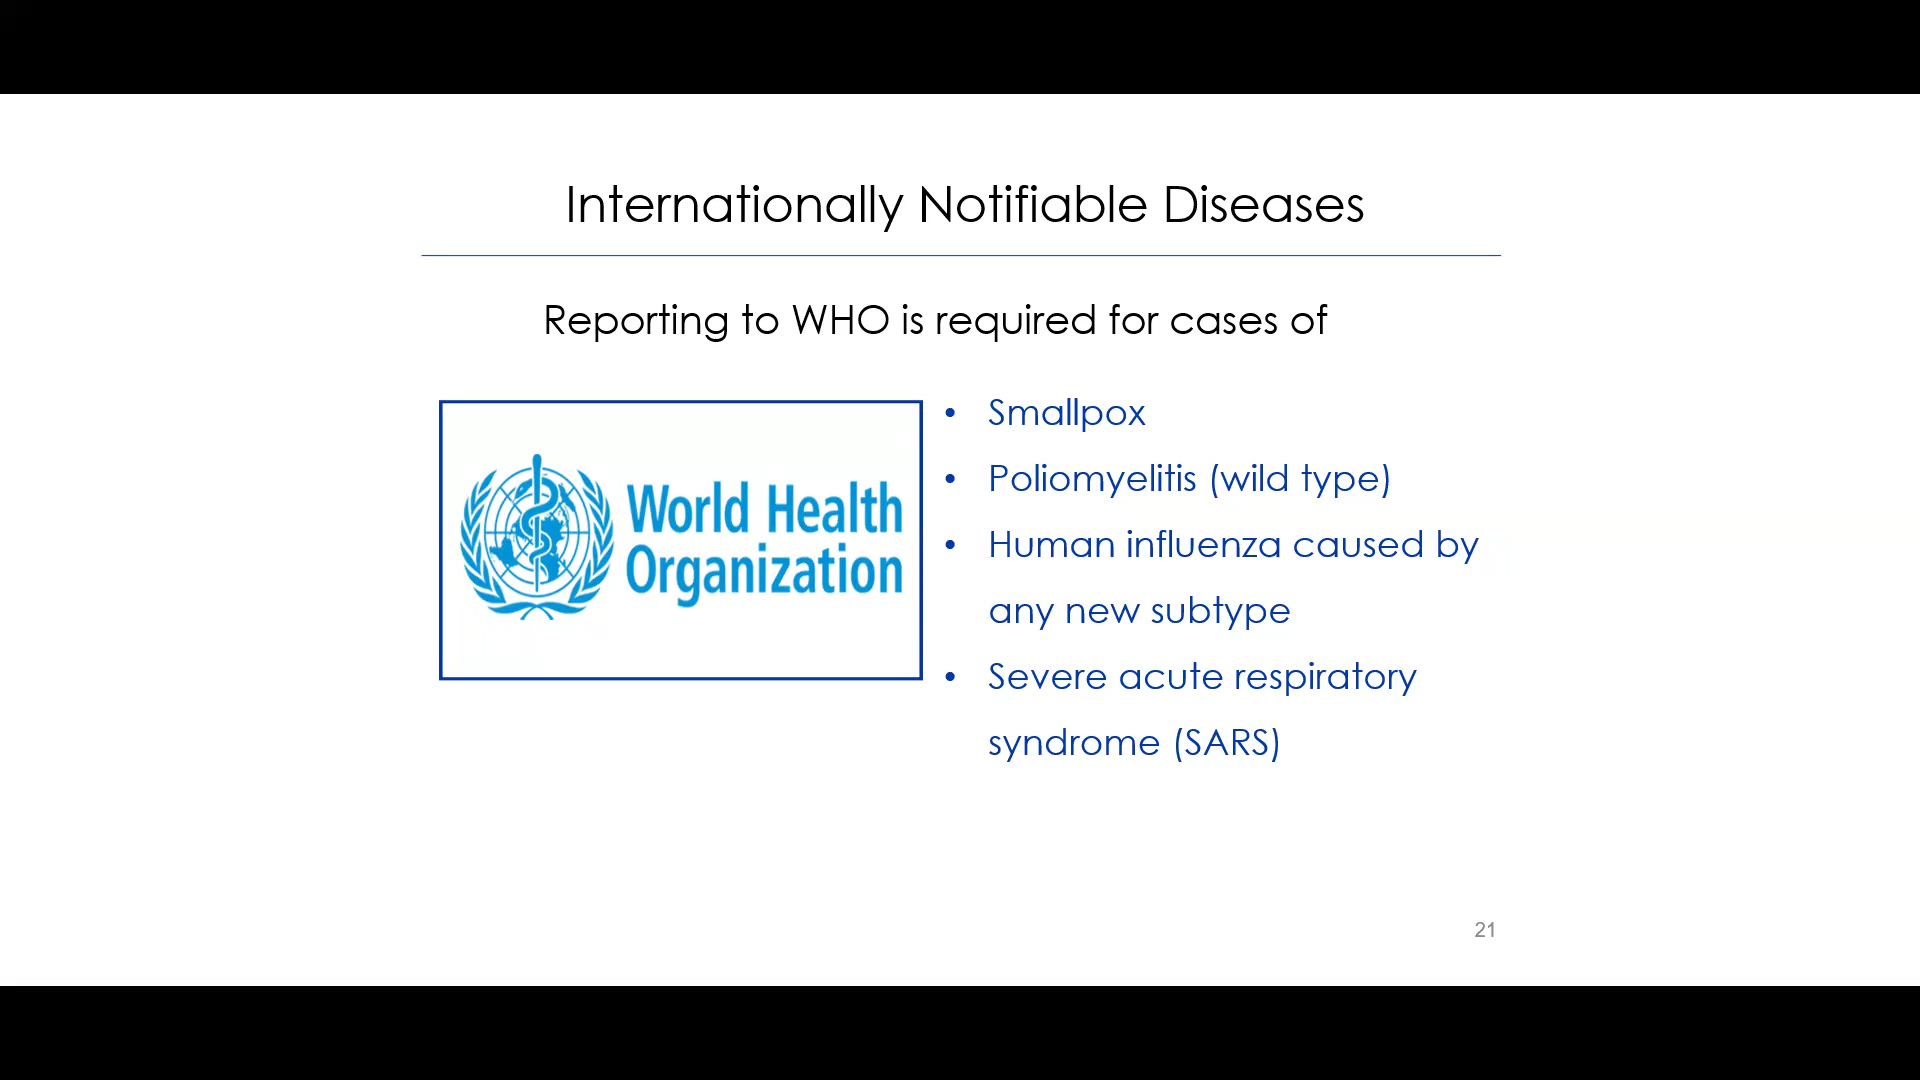 Internationally Notifiable Diseases
Reporting to WHO is required for cases of
World Health
Organization
• Smallpox
• Poliomyelitis (wild type)
• Human influenza caused by
any new subtype
• Severe acute respiratory
syndrome (SARS)
21